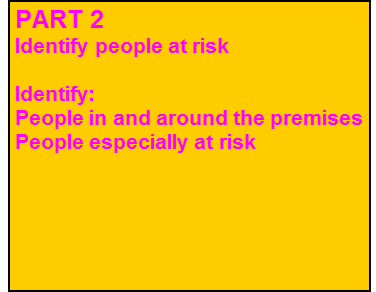 PART 2
Identify people at risk
Identify:
People in and around the premises
People especially at risk